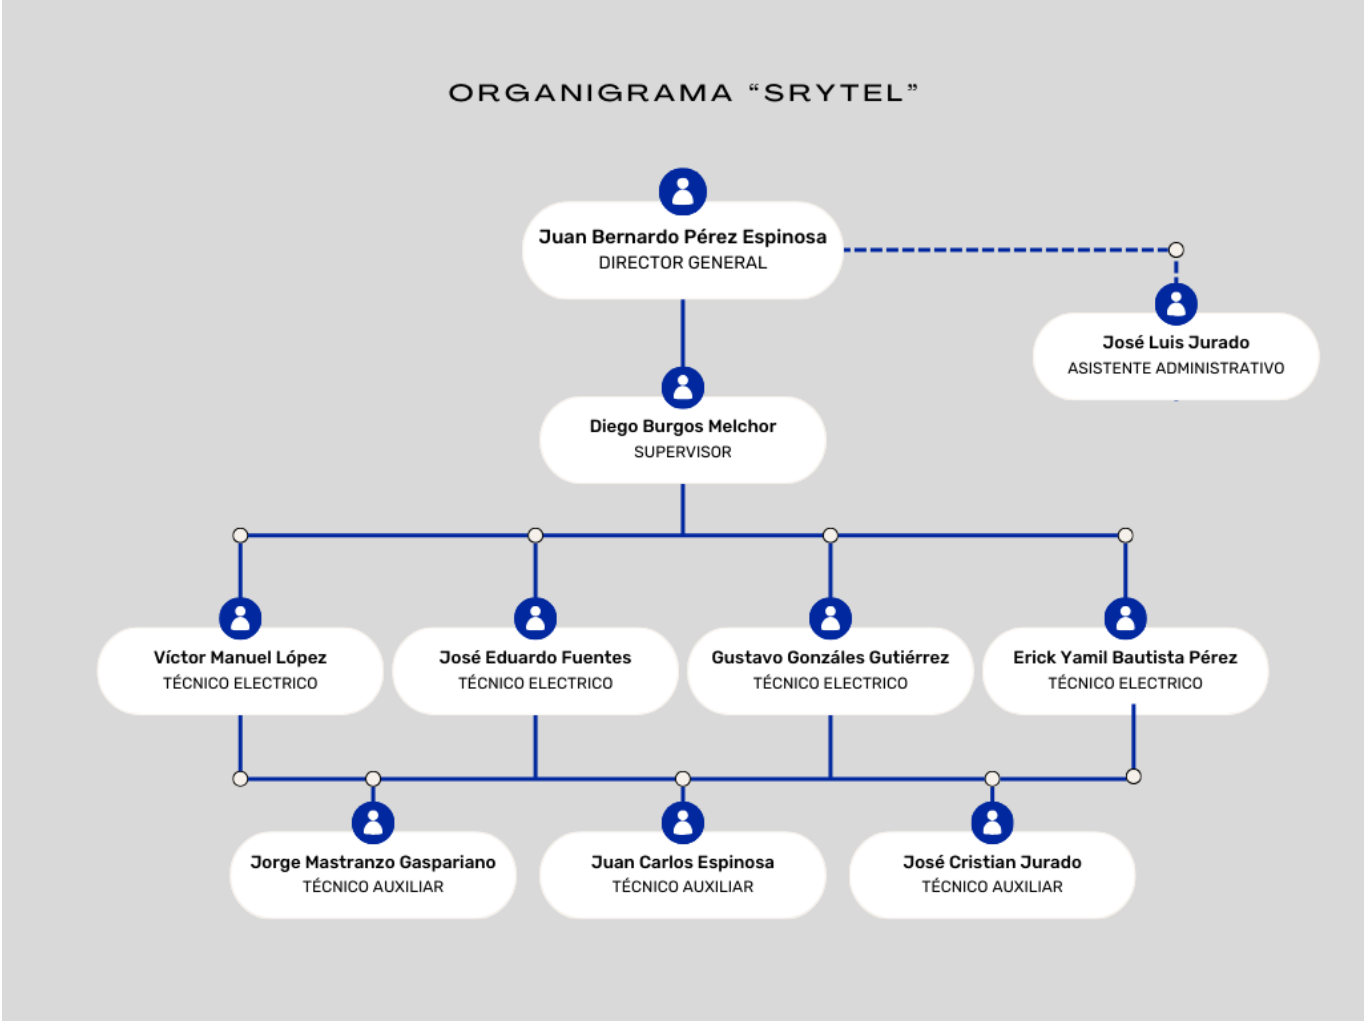 ORGANIGRAMA “SRYTEL”
Juan Bernardo Pérez Espinosa
DIRECTOR GENERAL
José Luis Jurado
ASISTENTE ADMINISTRATIVO
Diego Burgos Melchor
SUPERVISOR
Víctor Manuel López
TÉCNICO ELECTRICO
José Eduardo Fuentes
TÉCNICO ELECTRICO
Gustavo Gonzáles Gutiérrez
TÉCNICO ELECTRICO
Erick Yamil Bautista Pérez
TÉCNICO ELECTRICO
Jorge Mastranzo Gaspariano
TÉCNICO AUXILIAR
Juan Carlos Espinosa
TÉCNICO AUXILIAR
José Cristian Jurado
TÉCNICO AUXILIAR